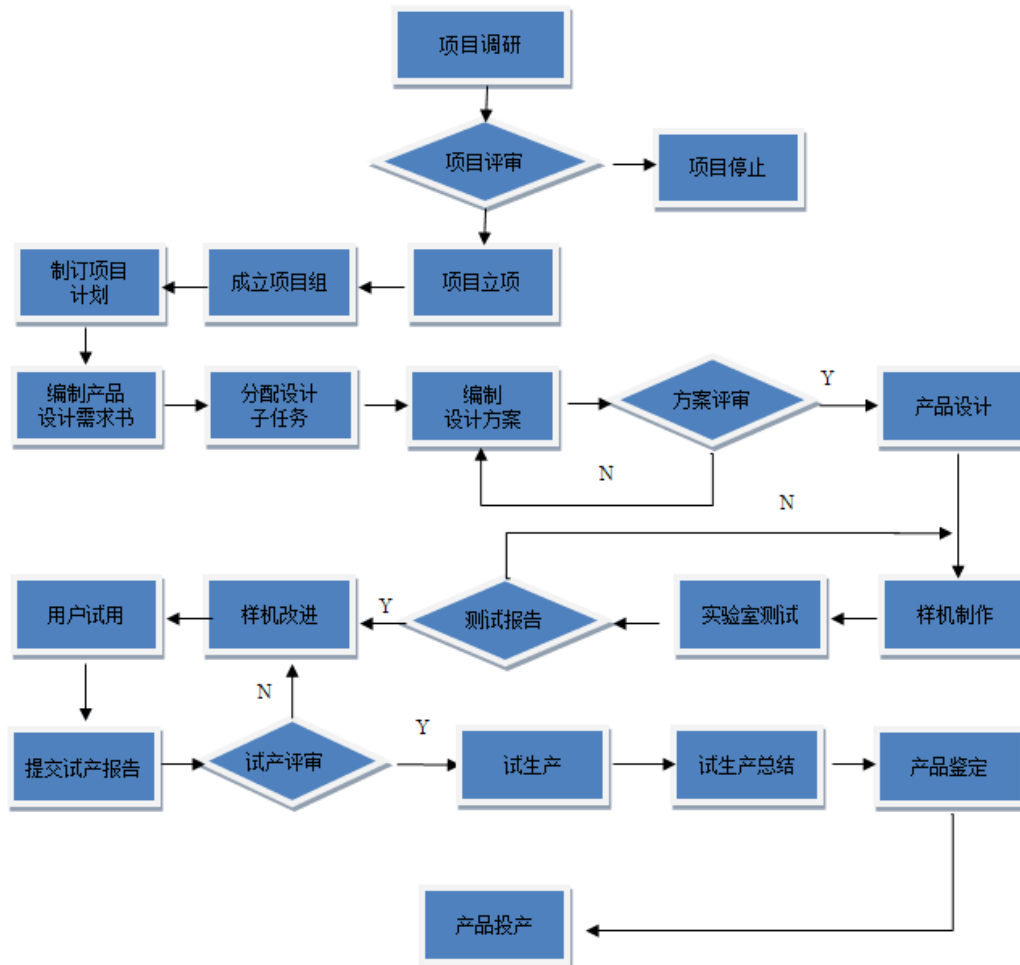 项目调研
项目评审
项目停止
制订项目
计划
成立项目组
项目立项
编制产品
设计需求书
分配设计
子任务
编制
设计方案
方案评审
Y
产品设计
N
N
用户试用
样机改进
Y
测试报告
实验室测试
样机制作
N
提交试产报告
试产评审
Y
试生产
试生产总结
产品鉴定
产品投产